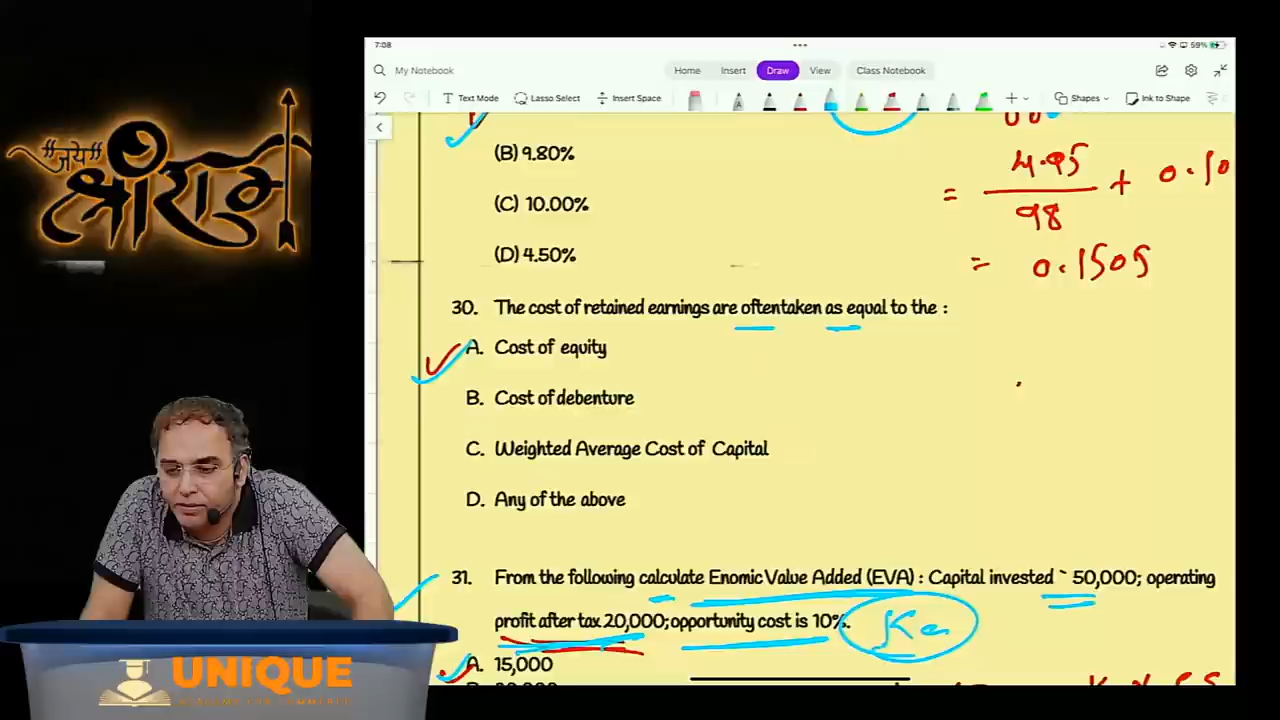 7:08
59%
My Notebook
Home Insert Draw View Class Notebook
Text Mode Lasso Select Insert Space Shapes Ink to Shape
#जये#
श्रीराम
(B) 9.80%
(C) 10.00%
(D) 4.50%
4.95
= 98 + 0.10
= 0.1505
30. The cost of retained earnings are oftentaken as equal to the :
A. Cost of equity
B. Cost of debenture
C. Weighted Average Cost of Capital
D. Any of the above
31. From the following calculate Enomic Value Added (EVA) : Capital invested ` 50,000; operating
profit after tax 20,000; opportunity cost is 10%.
A. 15,000
UNIQUE